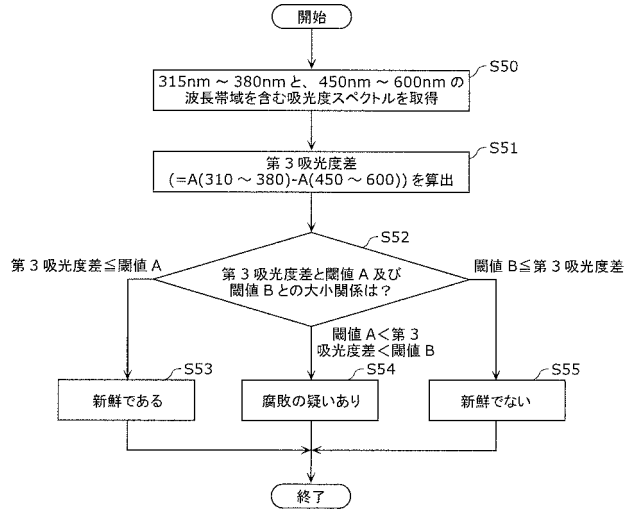 開始
S50
315nm ～ 380nm と、450nm ～ 600nm の
波長帯域を含む吸光度スペクトルを取得
S51
第 3 吸光度差
(=A(310 ～ 380)-A(450 ～ 600)) を算出
S52
第 3 吸光度差≦閾値 A
第 3 吸光度差と閾値 A 及び
閾値 B との大小関係は？
閾値 B≦第 3 吸光度差
閾値 A＜第 3
吸光度差＜閾値 B
S53
新鮮である
S54
腐敗の疑いあり
S55
新鮮でない
終了